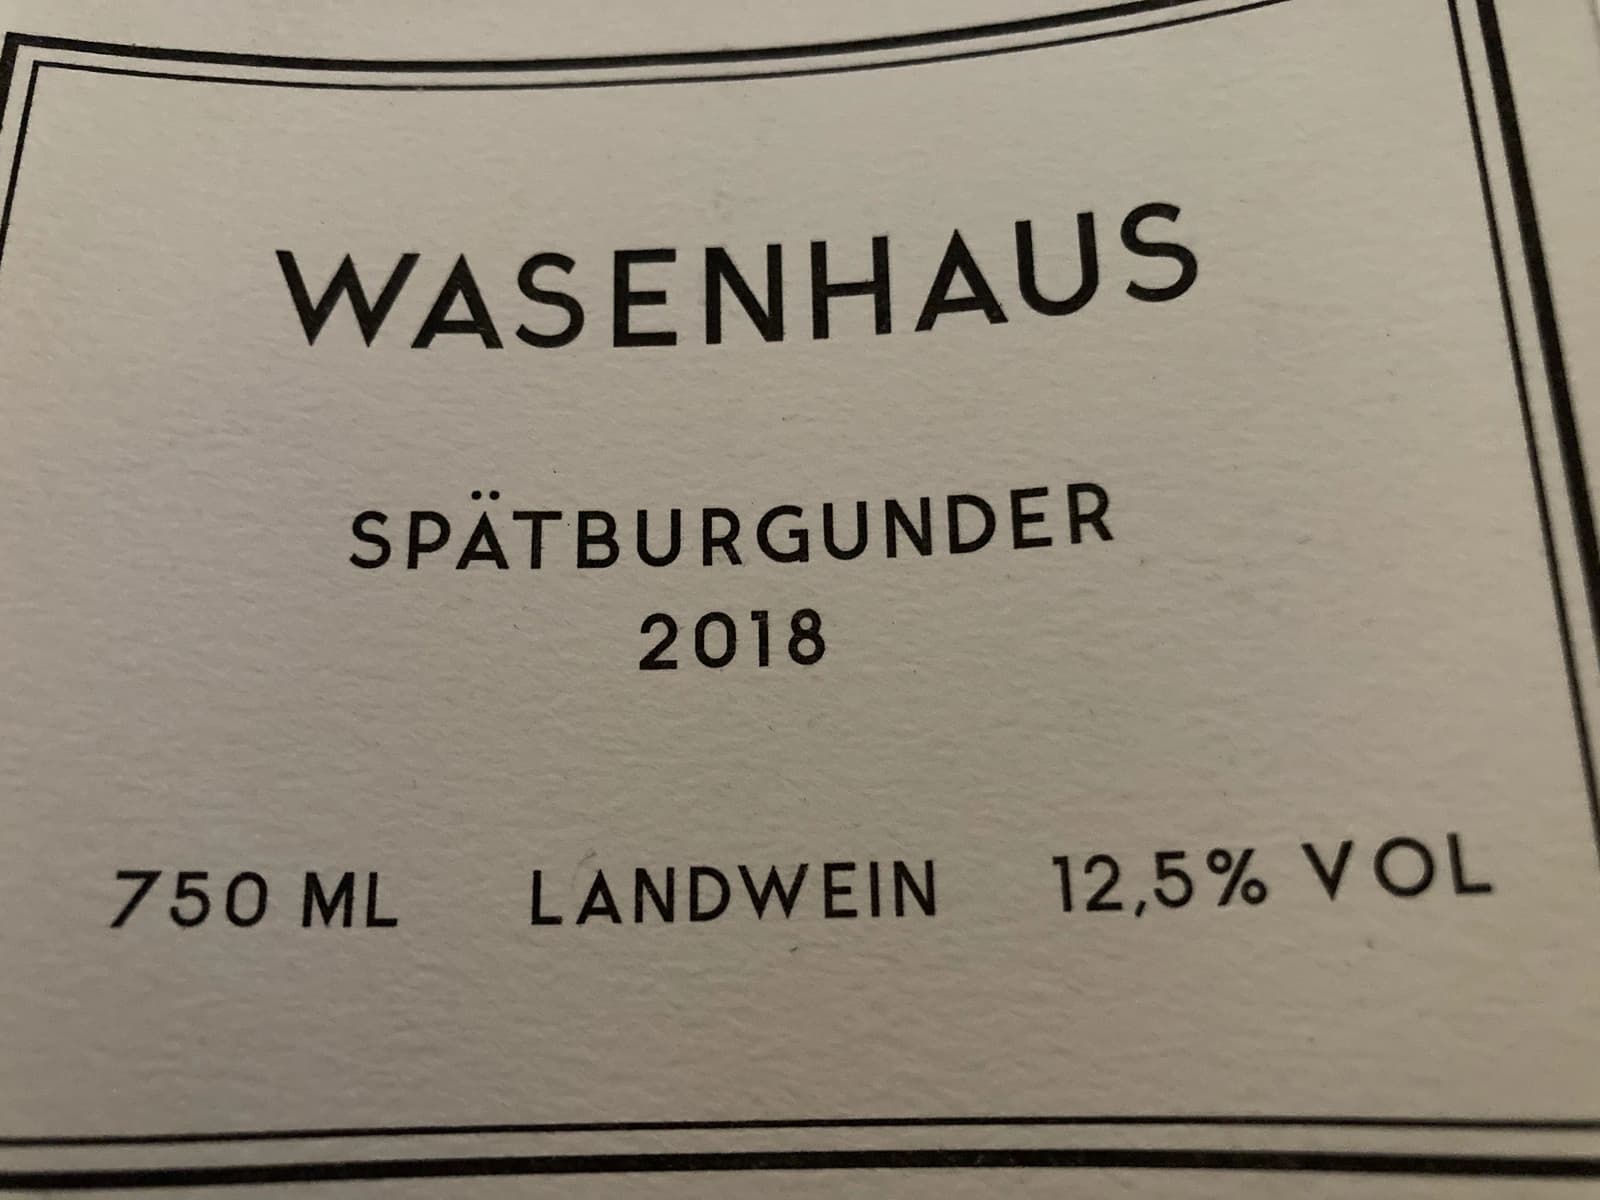 WASENHAUS
SPÄTBURGUNDER
2018
750 ML LANDWEIN 12,5% VOL